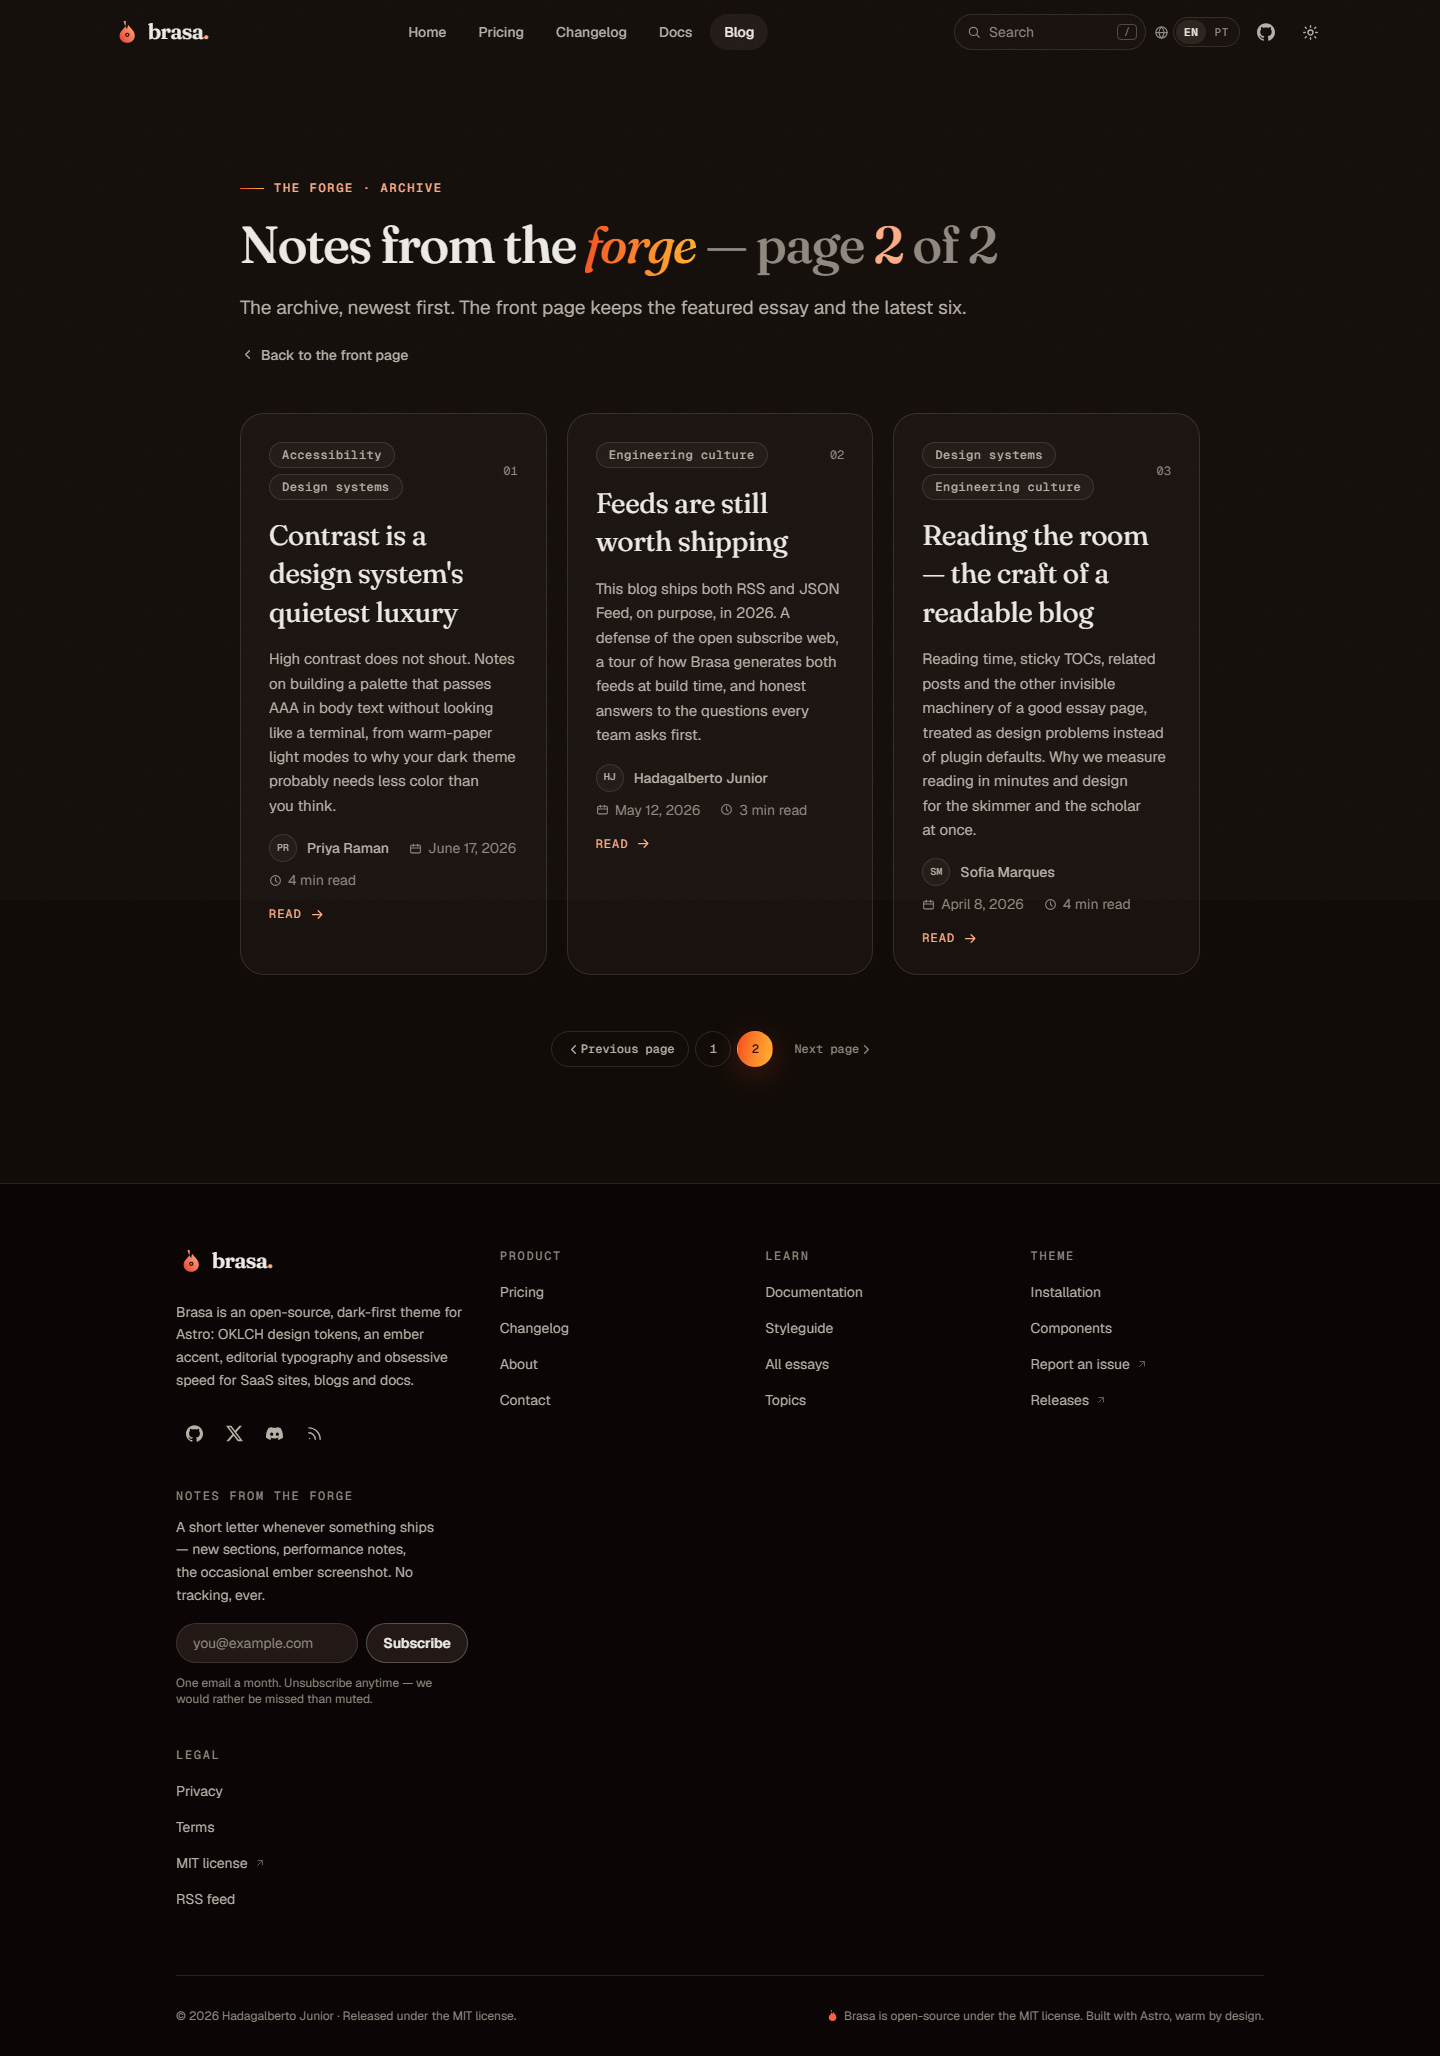 brasa.
Home
Pricing
Changelog
Docs
Blog
Search
/
EN
PT
THE FORGE · ARCHIVE
Notes from the forge — page 2 of 2
The archive, newest first. The front page keeps the featured essay and the latest six.
Back to the front page
Accessibility
Design systems
01
Contrast is a
design system's
quietest luxury
High contrast does not shout. Notes
on building a palette that passes
AAA in body text without looking
like a terminal, from warm-paper
light modes to why your dark theme
probably needs less color than
you think.
PR
Priya Raman
June 17, 2026
4 min read
READ
Engineering culture
02
Feeds are still
worth shipping
This blog ships both RSS and JSON
Feed, on purpose, in 2026. A
defense of the open subscribe web,
a tour of how Brasa generates both
feeds at build time, and honest
answers to the questions every
team asks first.
HJ
Hadagalberto Junior
May 12, 2026
3 min read
READ
Design systems
Engineering culture
03
Reading the room
— the craft of a
readable blog
Reading time, sticky TOCs, related
posts and the other invisible
machinery of a good essay page,
treated as design problems instead
of plugin defaults. Why we measure
reading in minutes and design
for the skimmer and the scholar
at once.
SM
Sofia Marques
April 8, 2026
4 min read
READ
Previous page
1
2
Next page
brasa.
Brasa is an open-source, dark-first theme for
Astro: OKLCH design tokens, an ember
accent, editorial typography and obsessive
speed for SaaS sites, blogs and docs.
NOTES FROM THE FORGE
A short letter whenever something ships
— new sections, performance notes,
the occasional ember screenshot. No
tracking, ever.
you@example.com
Subscribe
One email a month. Unsubscribe anytime — we
would rather be missed than muted.
PRODUCT
Pricing
Changelog
About
Contact
LEARN
Documentation
Styleguide
All essays
Topics
THEME
Installation
Components
Report an issue
Releases
LEGAL
Privacy
Terms
MIT license
RSS feed
© 2026 Hadagalberto Junior · Released under the MIT license.
Brasa is open-source under the MIT license. Built with Astro, warm by design.